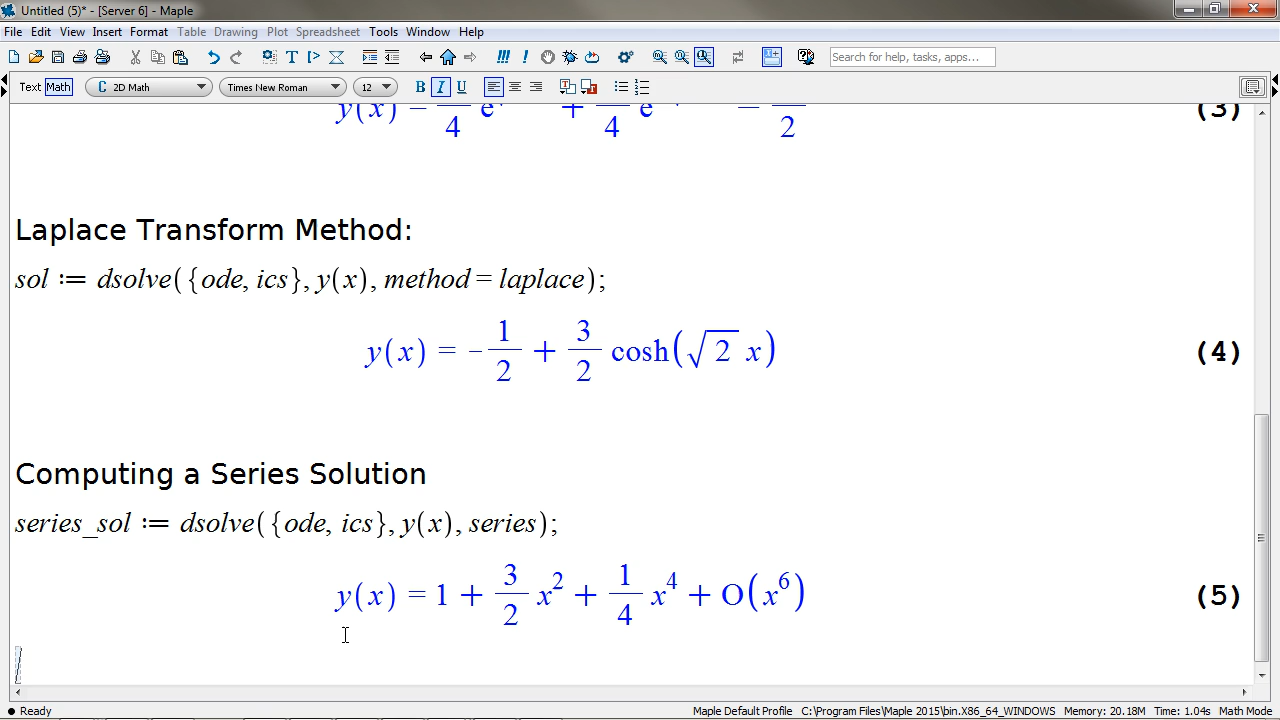 Untitled (5)* - [Server 6] - Maple
File Edit View Insert Format Table Drawing Plot Spreadsheet Tools Window Help
Search for help, tasks, apps...
Text Math C 2D Math Times New Roman 12 B I U
y(x) = 4 e + 4 e − 2 (3)
Laplace Transform Method:
sol := dsolve({ode, ics}, y(x), method = laplace);
y(x) = -1/2 + 3/2 cosh(√2 x) (4)
Computing a Series Solution
series_sol := dsolve({ode, ics}, y(x), series);
y(x) = 1 + 3/2 x^2 + 1/4 x^4 + O(x^6) (5)
Ready Maple Default Profile C:\Program Files\Maple 2015\bin.X86_64_WINDOWS Memory: 20.18M Time: 1.04s Math Mode